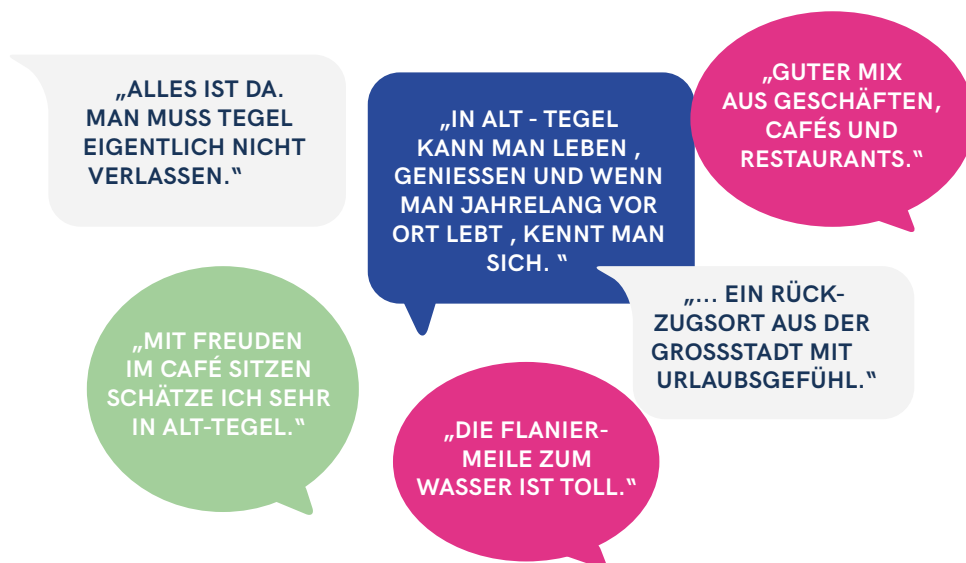 „ALLES IST DA.
MAN MUSS TEGEL
EIGENTLICH NICHT
VERLASSEN.“
„IN ALT - TEGEL
KANN MAN LEBEN ,
GENIESSEN UND WENN
MAN JAHRELANG VOR
ORT LEBT , KENNT MAN
SICH. “
„GUTER MIX
AUS GESCHÄFTEN,
CAFÉS UND
RESTAURANTS.“
„MIT FREUDEN
IM CAFÉ SITZEN
SCHÄTZE ICH SEHR
IN ALT-TEGEL.“
„... EIN RÜCK-
ZUGSORT AUS DER
GROSSSTADT MIT
URLAUBSGEFÜHL.“
„DIE FLANIER-
MEILE ZUM
WASSER IST TOLL.“